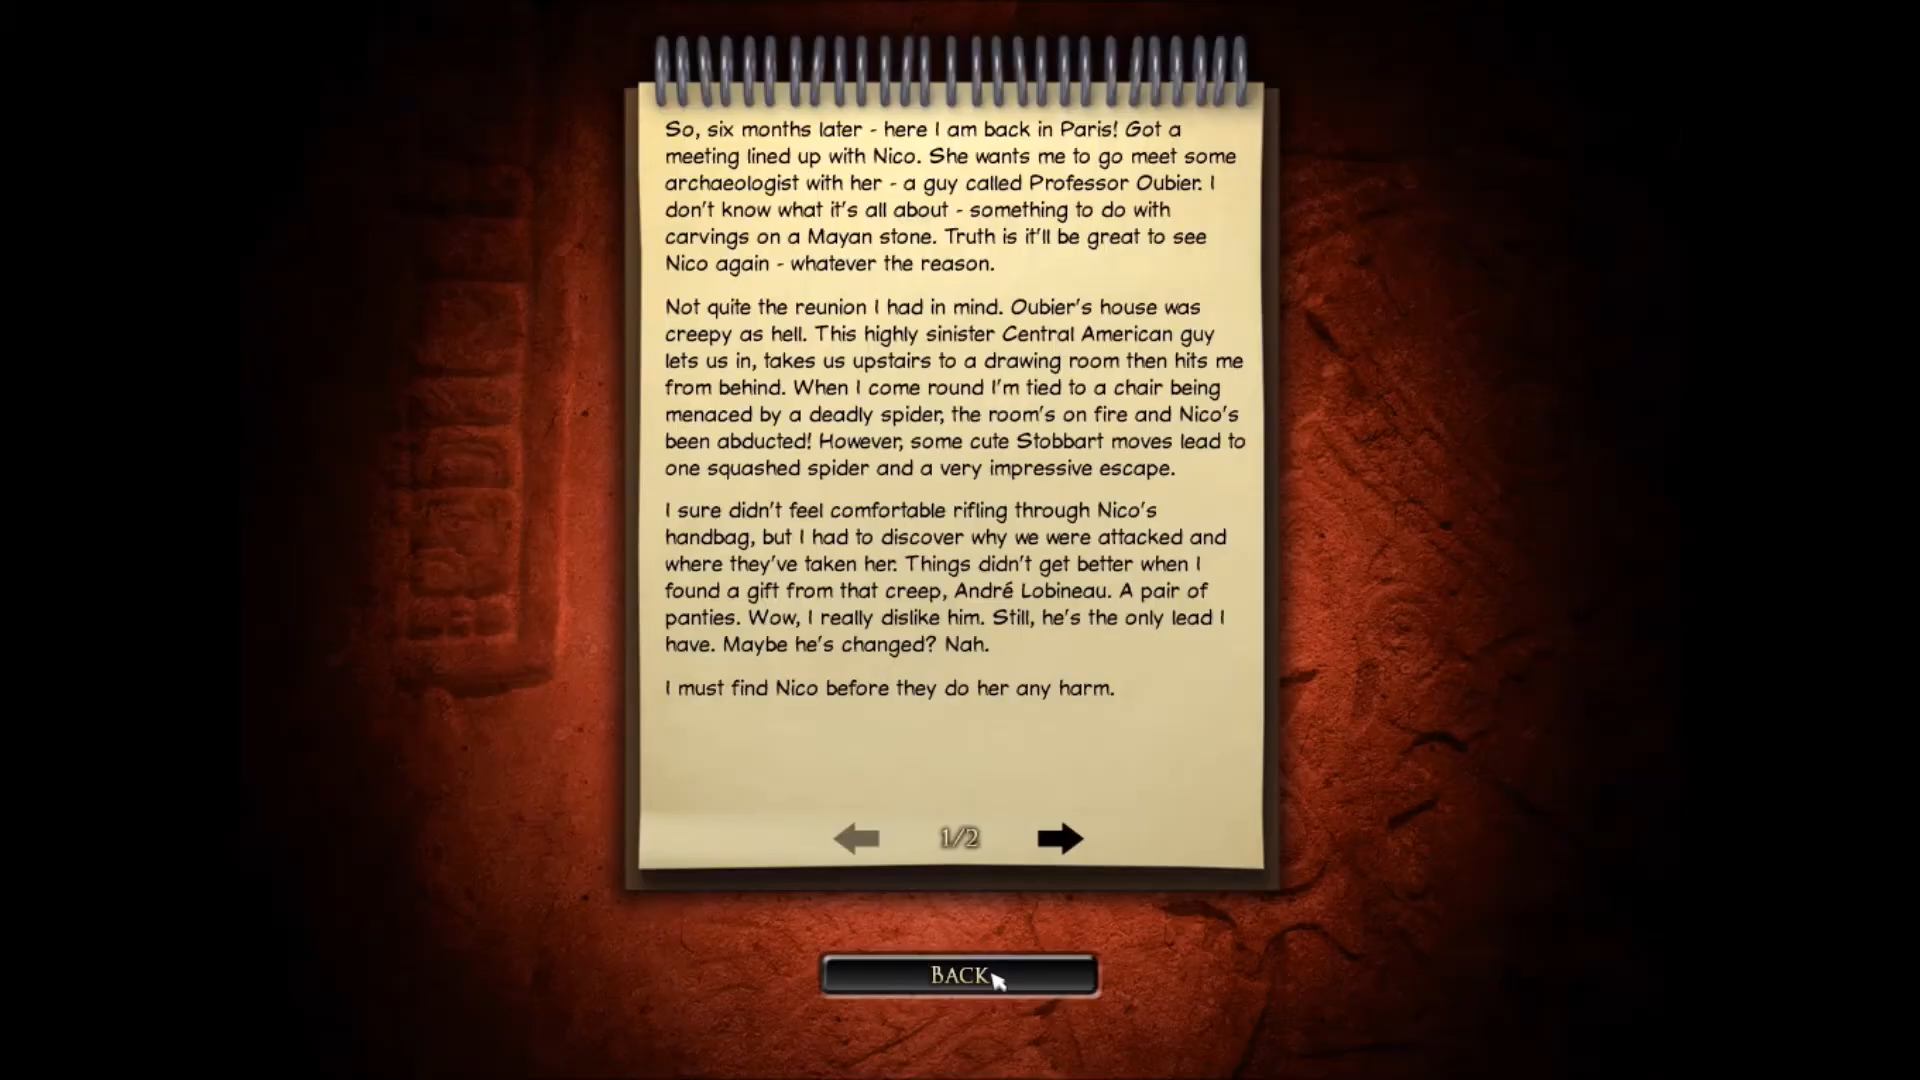 So, six months later - here I am back in Paris! Got a
meeting lined up with Nico. She wants me to go meet some
archaeologist with her - a guy called Professor Oubier. I
don't know what it's all about - something to do with
carvings on a Mayan stone. Truth is it'll be great to see
Nico again - whatever the reason.
Not quite the reunion I had in mind. Oubier's house was
creepy as hell. This highly sinister Central American guy
lets us in, takes us upstairs to a drawing room then hits me
from behind. When I come round I'm tied to a chair being
menaced by a deadly spider, the room's on fire and Nico's
been abducted! However, some cute Stobbart moves lead to
one squashed spider and a very impressive escape.
I sure didn't feel comfortable rifling through Nico's
handbag, but I had to discover why we were attacked and
where they've taken her. Things didn't get better when I
found a gift from that creep, André Lobineau. A pair of
panties. Wow, I really dislike him. Still, he's the only lead I
have. Maybe he's changed? Nah.
I must find Nico before they do her any harm.
1/2
BACK